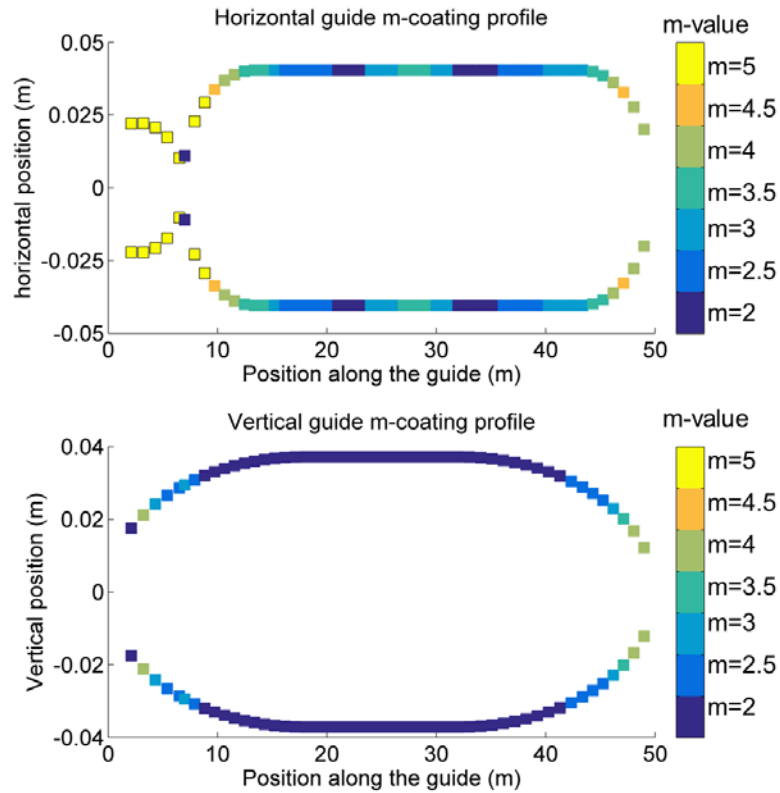 Horizontal guide m-coating profile
m-value
horizontal position (m)
0.05
0.025
0
-0.025
-0.05
0
10
20
30
40
50
Position along the guide (m)
m=5
m=4.5
m=4
m=3.5
m=3
m=2.5
m=2
Vertical guide m-coating profile
m-value
Vertical position (m)
0.04
0.02
0
-0.02
-0.04
0
10
20
30
40
50
Position along the guide (m)
m=5
m=4.5
m=4
m=3.5
m=3
m=2.5
m=2